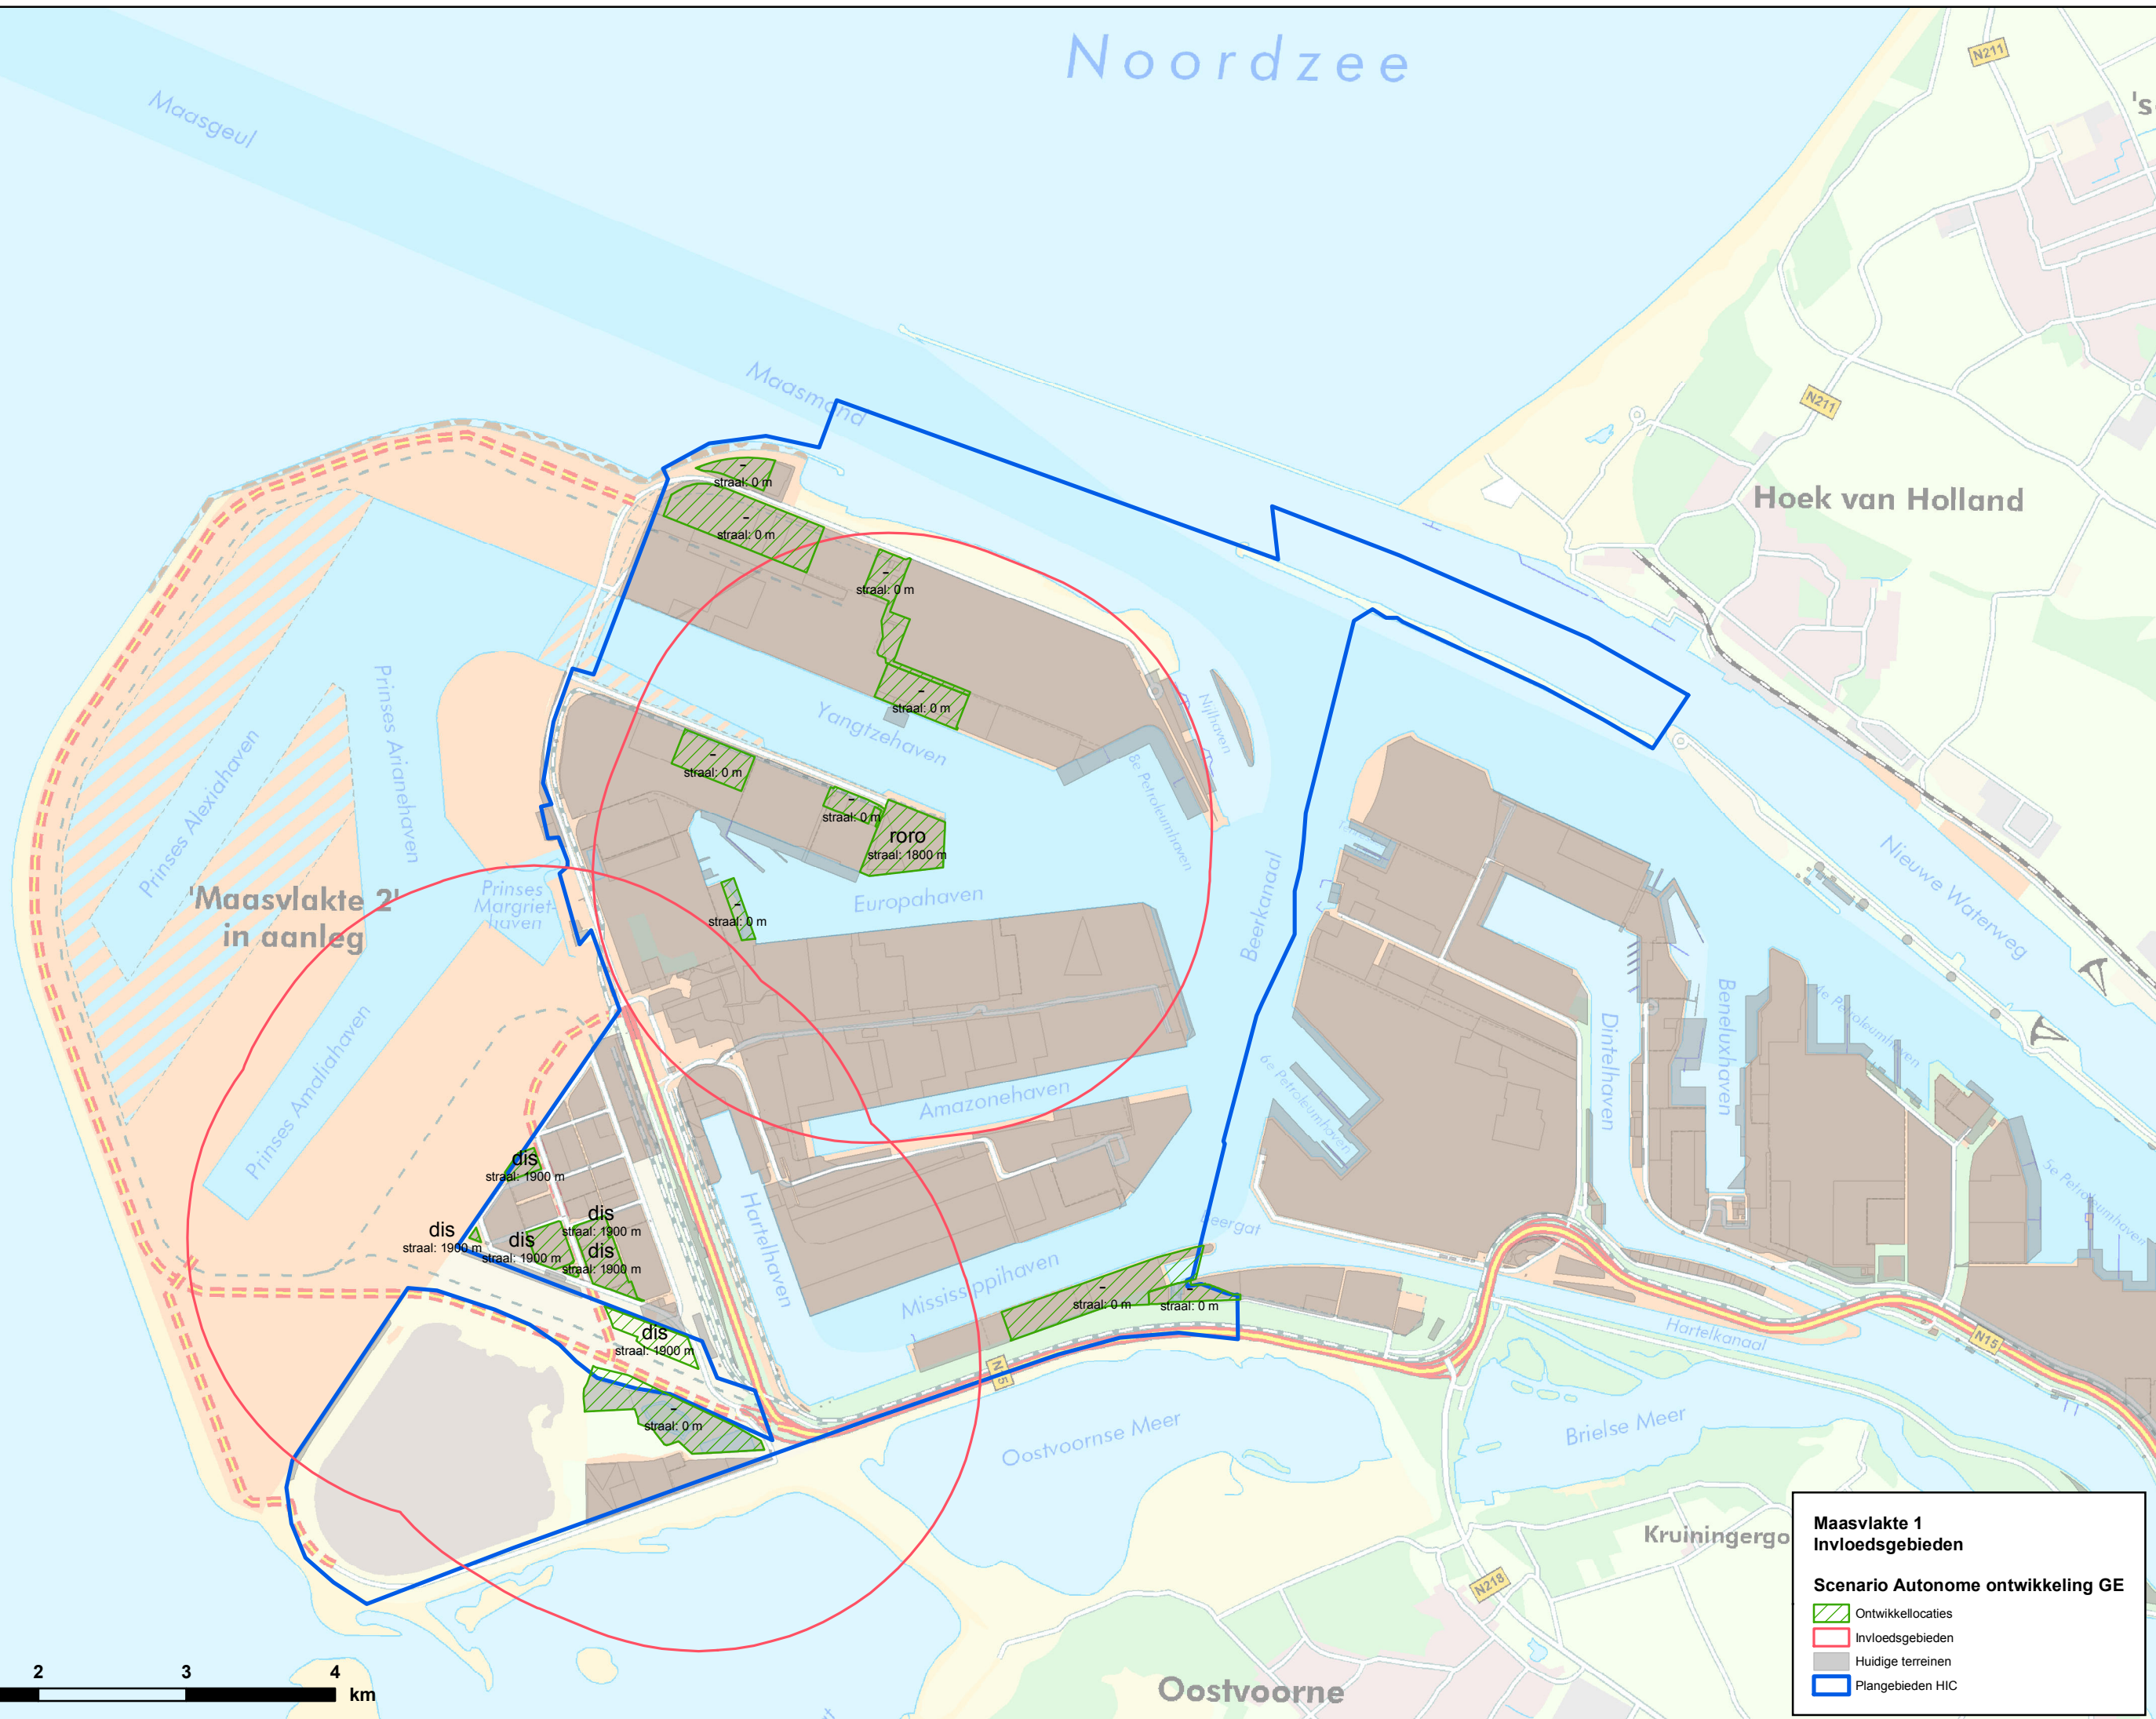 Noordzee
N211
's
Maasgeul
Maasmond
N211
Hoek van Holland
-
straal: 0 m
-
straal: 0 m
-
straal: 0 m
-
straal: 0 m
Yangtzehaven
Nijlhaven
8e Petroleumhaven
Prinses Arianehaven
Prinses Alexiahaven
-
straal: 0 m
-
straal: 0 m
roro
straal: 1800 m
'Maasvlakte 2'
in aanleg
Prinses
Margriet-
haven
-
straal: 0 m
Europahaven
Beerkanaal
Nieuwe Waterweg
Prinses Amaliahaven
Amazonehaven
6e Petroleumhaven
Dintelhaven
Beneluxhaven
4e Petroleumhaven
5e Petroleumhaven
dis
straal: 1900 m
dis
straal: 1900 m
dis
straal: 1900 m
dis
straal: 1900 m
dis
straal: 1900 m
dis
straal: 1900 m
Hartelhaven
Beergat
Mississippihaven
-
straal: 0 m
-
straal: 0 m
N15
Hartelkanaal
N15
-
straal: 0 m
Oostvoornse Meer
Brielse Meer
Kruiningergo
N218
Oostvoorne
2 3 4
km
Maasvlakte 1
Invloedsgebieden
Scenario Autonome ontwikkeling GE
Ontwikkellocaties
Invloedsgebieden
Huidige terreinen
Plangebieden HIC